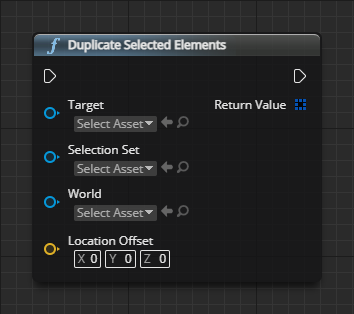 f Duplicate Selected Elements
Target Return Value
Select Asset
Selection Set
Select Asset
World
Select Asset
Location Offset
X 0 Y 0 Z 0